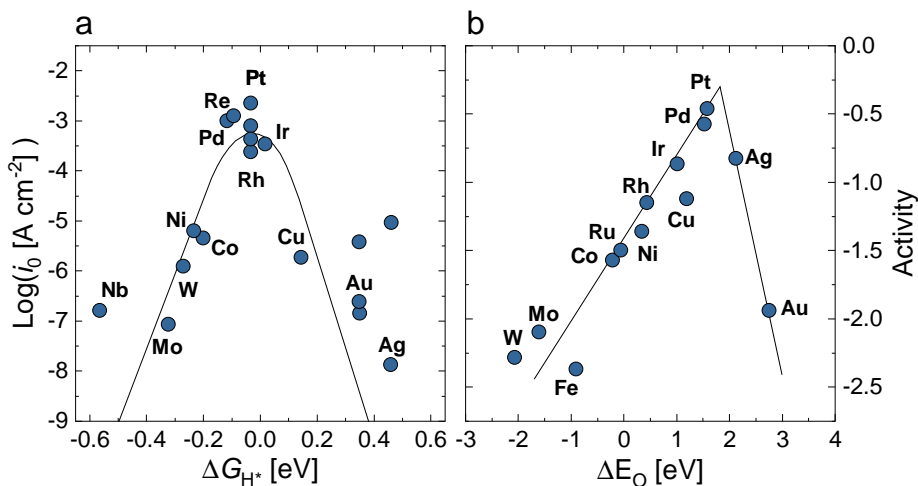 a
-2
-3
-4
-5
-6
-7
-8
-9
Log(i₀ [A cm⁻²] )
Pt
Re
Pd
Ir
Rh
Ni
Co
Cu
W
Nb
Mo
Au
Ag
-0.6 -0.4 -0.2 0.0 0.2 0.4 0.6
ΔG_H* [eV]
b
0.0
-0.5
-1.0
-1.5
-2.0
-2.5
Activity
Pt
Pd
Ir
Ag
Rh
Cu
Ru
Co
Ni
Mo
W
Au
Fe
-3 -2 -1 0 1 2 3 4
ΔE_O [eV]